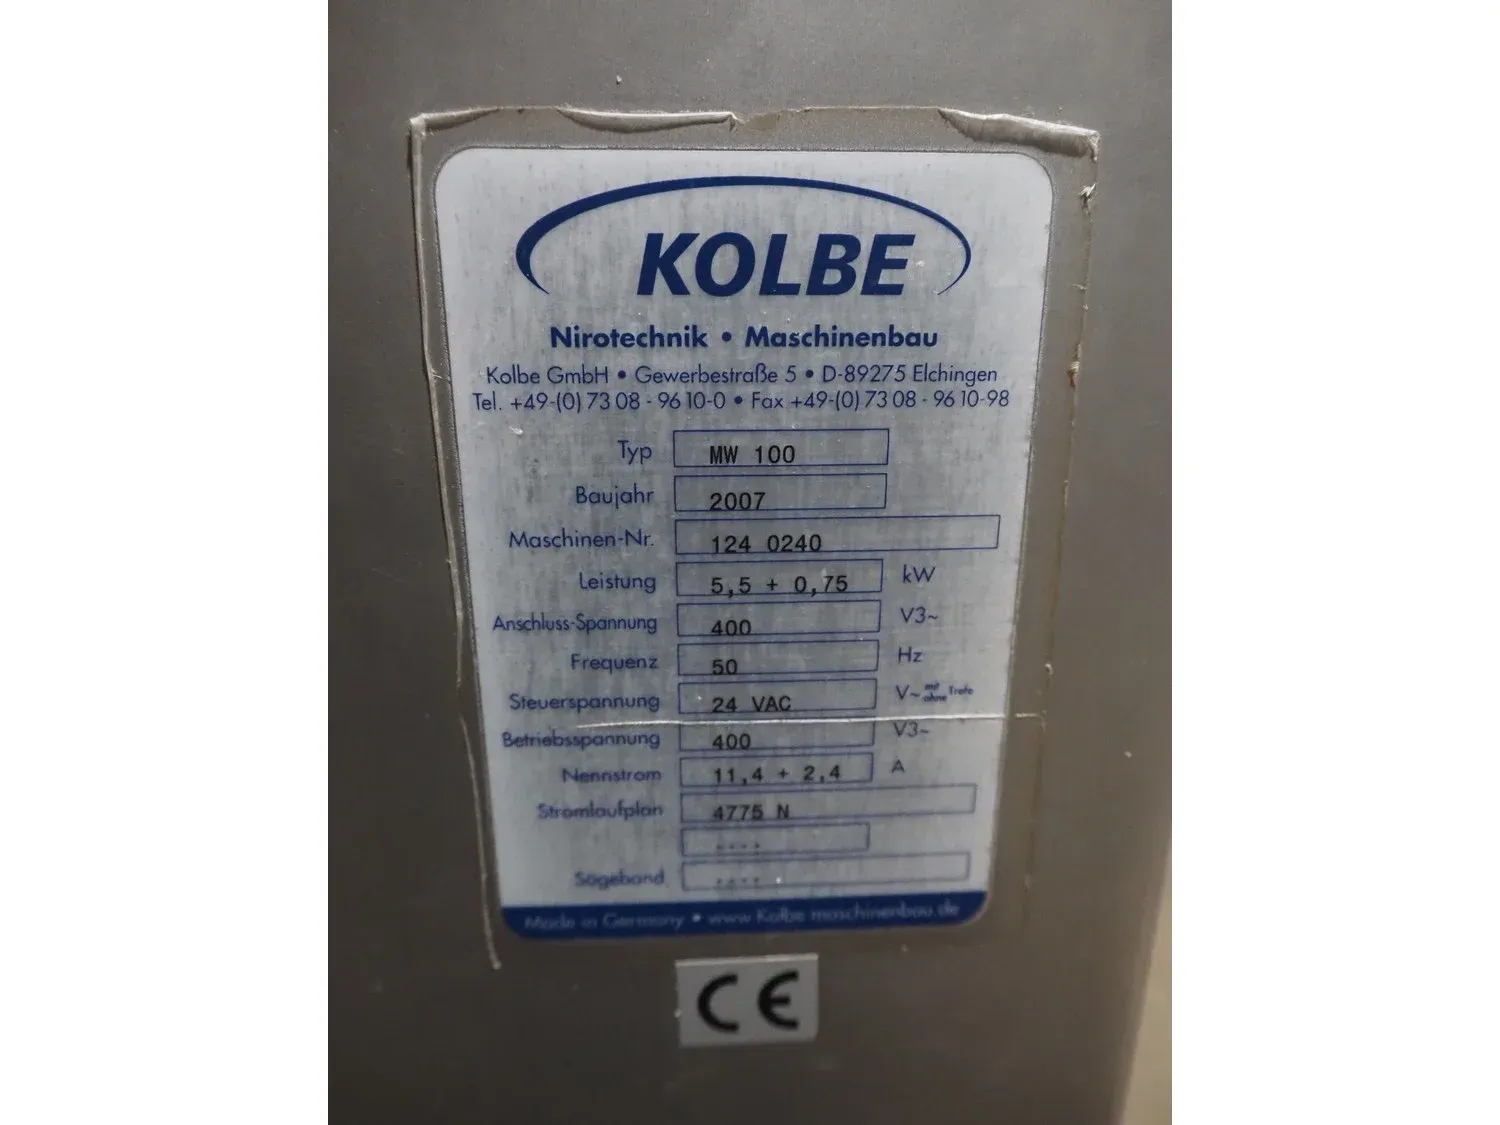 KOLBE
Nirotechnik • Maschinenbau
Kolbe GmbH • Gewerbestraße 5 • D-89275 Elchingen
Tel. +49-(0) 73 08 - 96 10-0 • Fax +49-(0) 73 08 - 96 10-98
Typ MW 100
Baujahr 2007
Maschinen-Nr. 124 0240
Leistung 5,5 + 0,75 kW
Anschluss-Spannung 400 V3~
Frequenz 50 Hz
Steuerspannung 24 VAC V~ mit ohne Trafo
Betriebsspannung 400 V3~
Nennstrom 11,4 + 2,4 A
Stromlaufplan 4775 N
....
Sägeband ....
Made in Germany • www.Kolbe-maschinenbau.de
CE